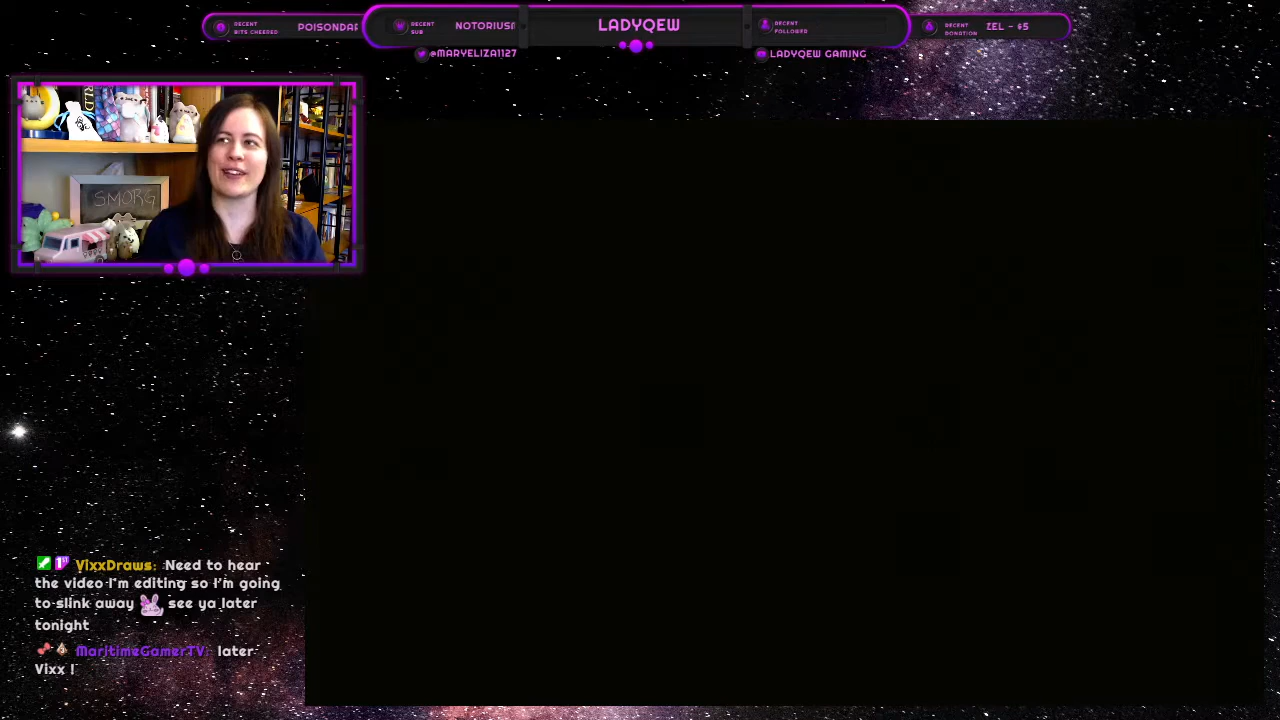 RECENT BITS CHEERED
POISONDAR
RECENT SUB
NOTORIUSM
LADYQEW
RECENT FOLLOWER
RECENT DONATION
ZEL - $5
@MARYELIZA1127
LADYQEW GAMING
SMORG
VixxDraws: Need to hear
the video I'm editing so I'm going
to slink away see ya later
tonight
MaritimeGamerTV: later
Vixx !